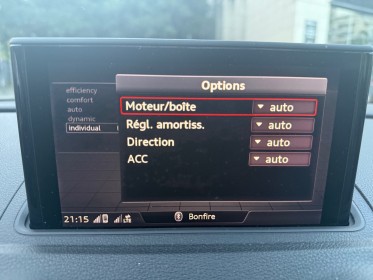 Options
efficiency
comfort
auto
dynamic
individual
Moteur/boîte auto
Régl. amortiss. auto
Direction auto
ACC auto
21:15 LTE Bonfire